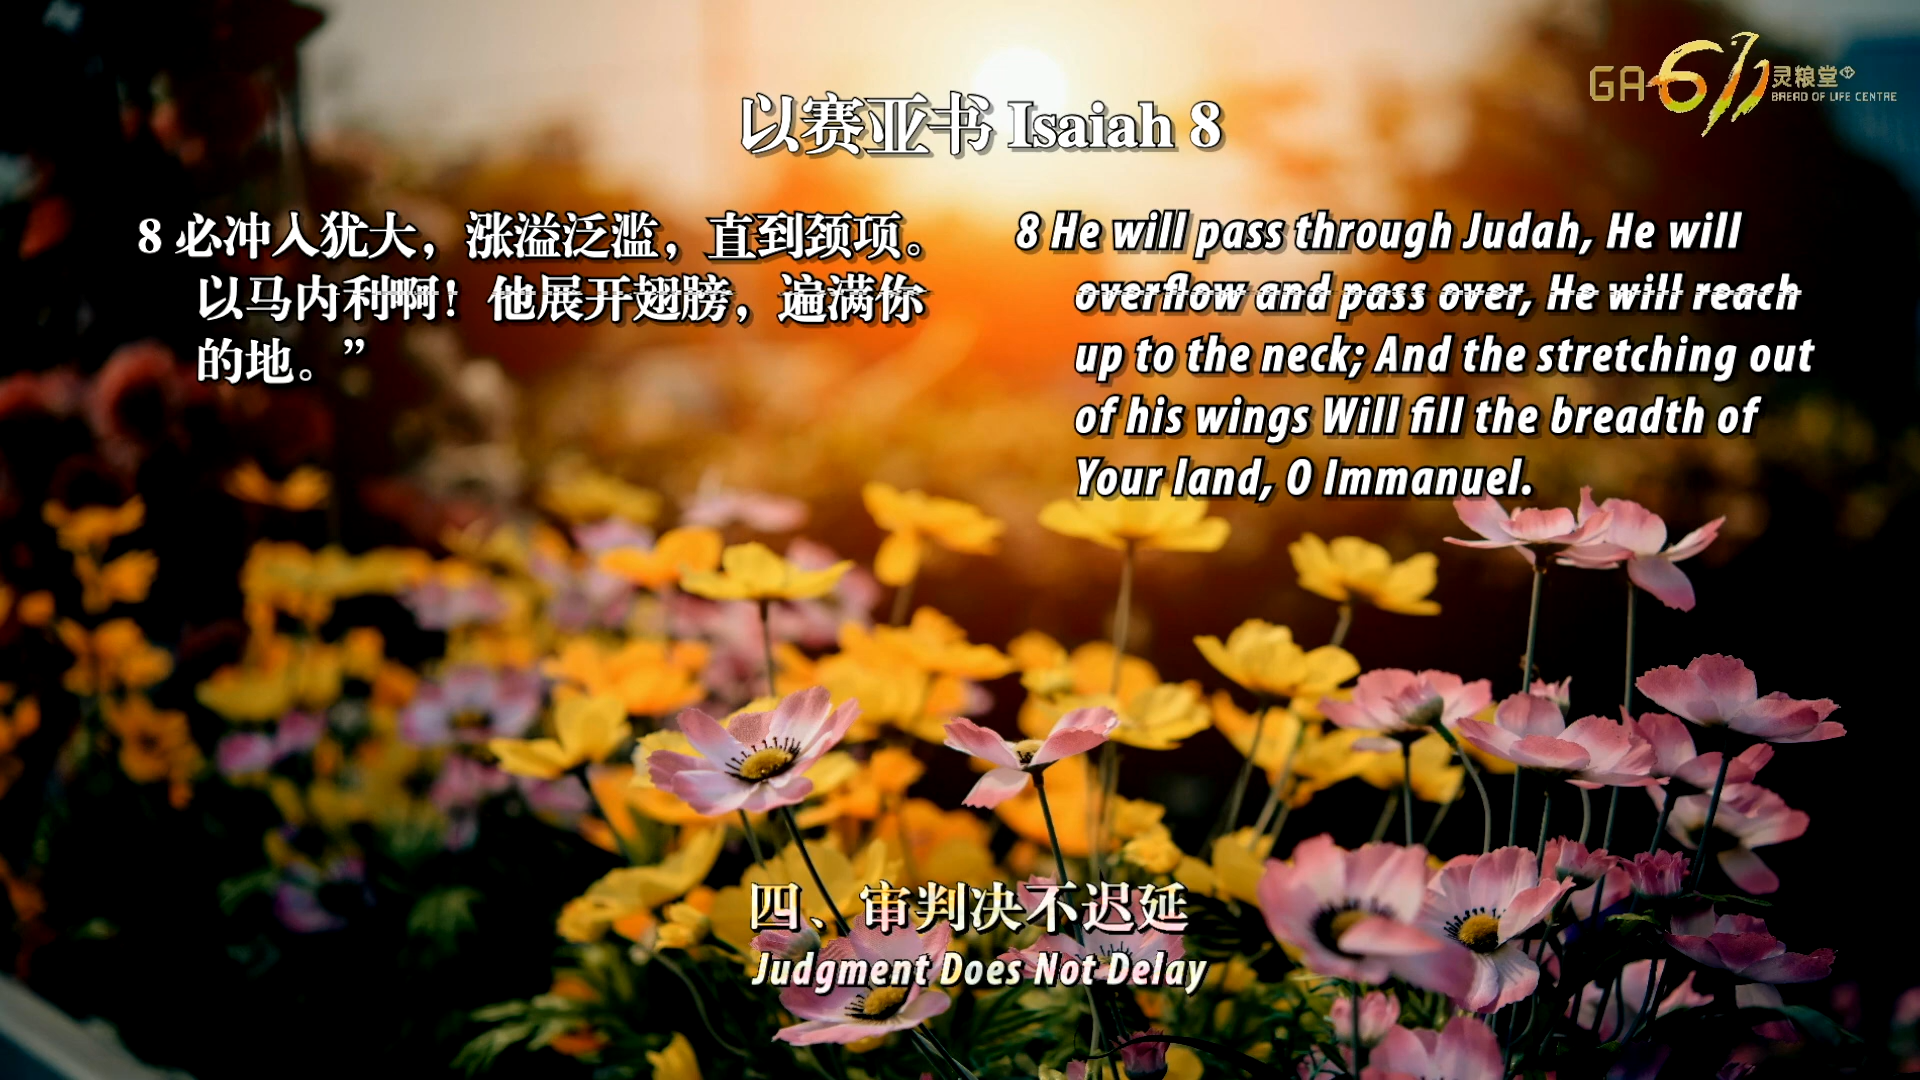 GA 611 灵粮堂
BREAD OF LIFE CENTRE
以赛亚书 Isaiah 8
8 必冲入犹大，涨溢泛滥，直到颈项。
以马内利啊！他展开翅膀，遍满你
的地。”
8 He will pass through Judah, He will
overflow and pass over, He will reach
up to the neck; And the stretching out
of his wings Will fill the breadth of
Your land, O Immanuel.
四、审判决不迟延
Judgment Does Not Delay